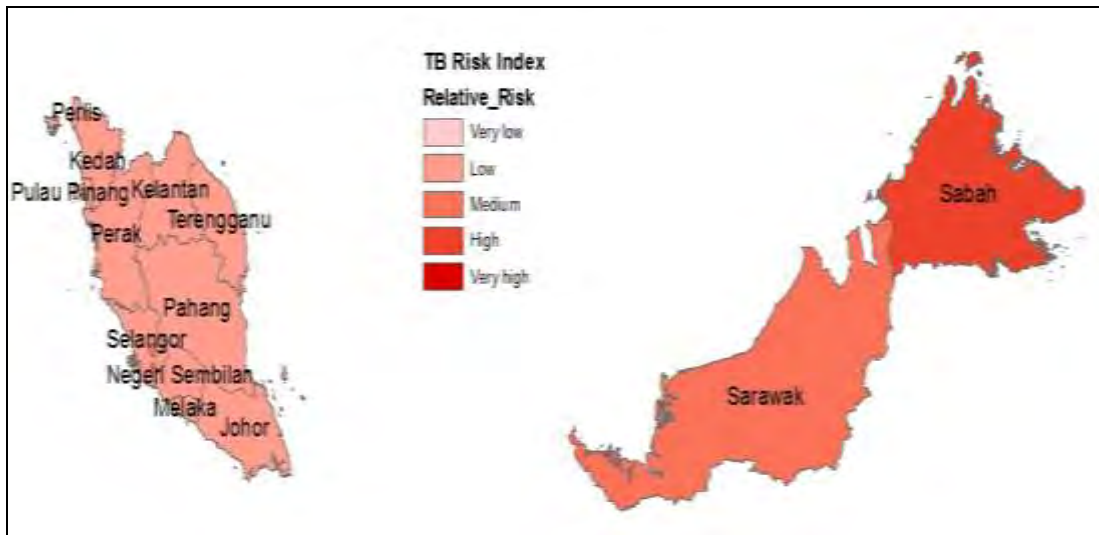 TB Risk Index
Relative_Risk
Very low
Low
Medium
High
Very high
Perlis
Kedah
Pulau Pinang
Kelantan
Terengganu
Perak
Pahang
Selangor
Negeri Sembilan
Melaka
Johor
Sabah
Sarawak